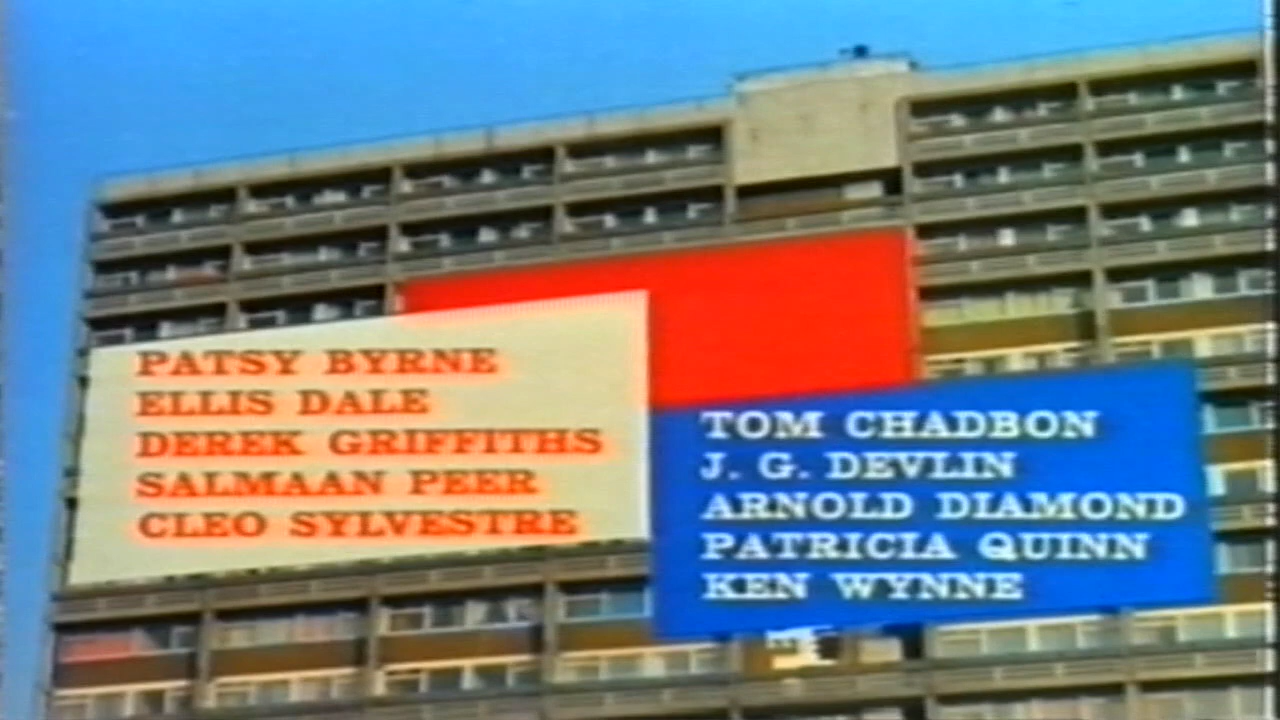 PATSY BYRNE
ELLIS DALE
DEREK GRIFFITHS
SALMAAN PEER
CLEO SYLVESTRE
TOM CHADBON
J. G. DEVLIN
ARNOLD DIAMOND
PATRICIA QUINN
KEN WYNNE